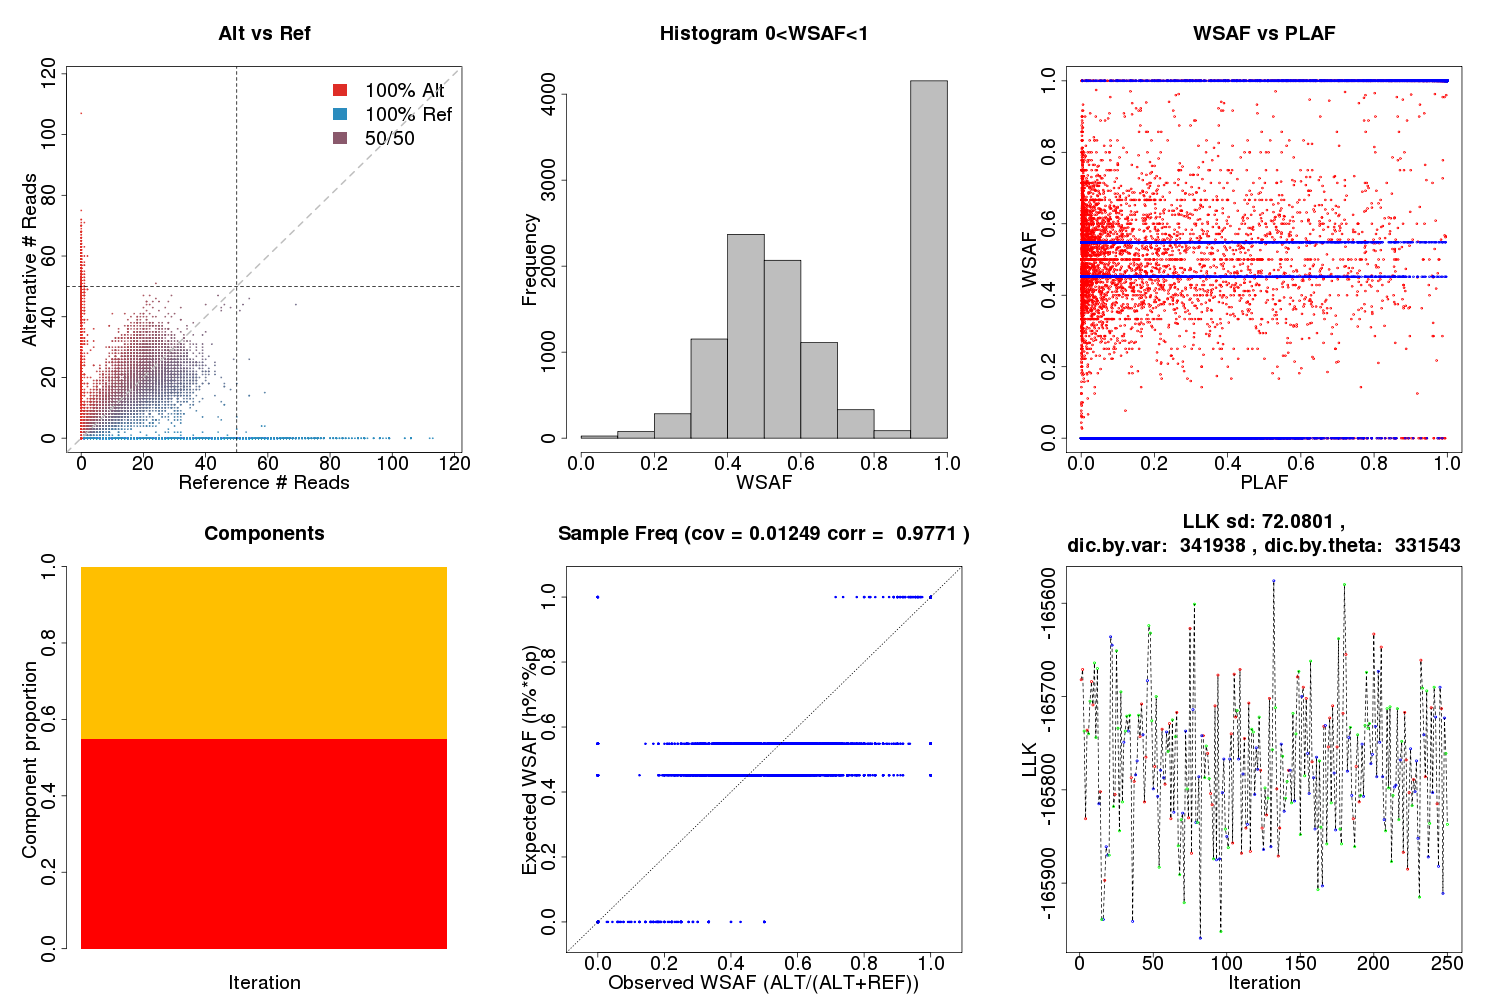 Alt vs Ref
120
100
80
60
40
20
0
Alternative # Reads
100% Alt
100% Ref
50/50
0 20 40 60 80 100 120
Reference # Reads
Histogram 0<WSAF<1
4000
3000
2000
1000
0
Frequency
0.0 0.2 0.4 0.6 0.8 1.0
WSAF
WSAF vs PLAF
1.0
0.8
0.6
0.4
0.2
0.0
WSAF
0.0 0.2 0.4 0.6 0.8 1.0
PLAF
Components
1.0
0.8
0.6
0.4
0.2
0.0
Component proportion
Iteration
Sample Freq (cov = 0.01249 corr = 0.9771 )
1.0
0.8
0.6
0.4
0.2
0.0
Expected WSAF (h%*%p)
0.0 0.2 0.4 0.6 0.8 1.0
Observed WSAF (ALT/(ALT+REF))
LLK sd: 72.0801 ,
dic.by.var: 341938 , dic.by.theta: 331543
-165600
-165700
-165800
-165900
LLK
0 50 100 150 200 250
Iteration